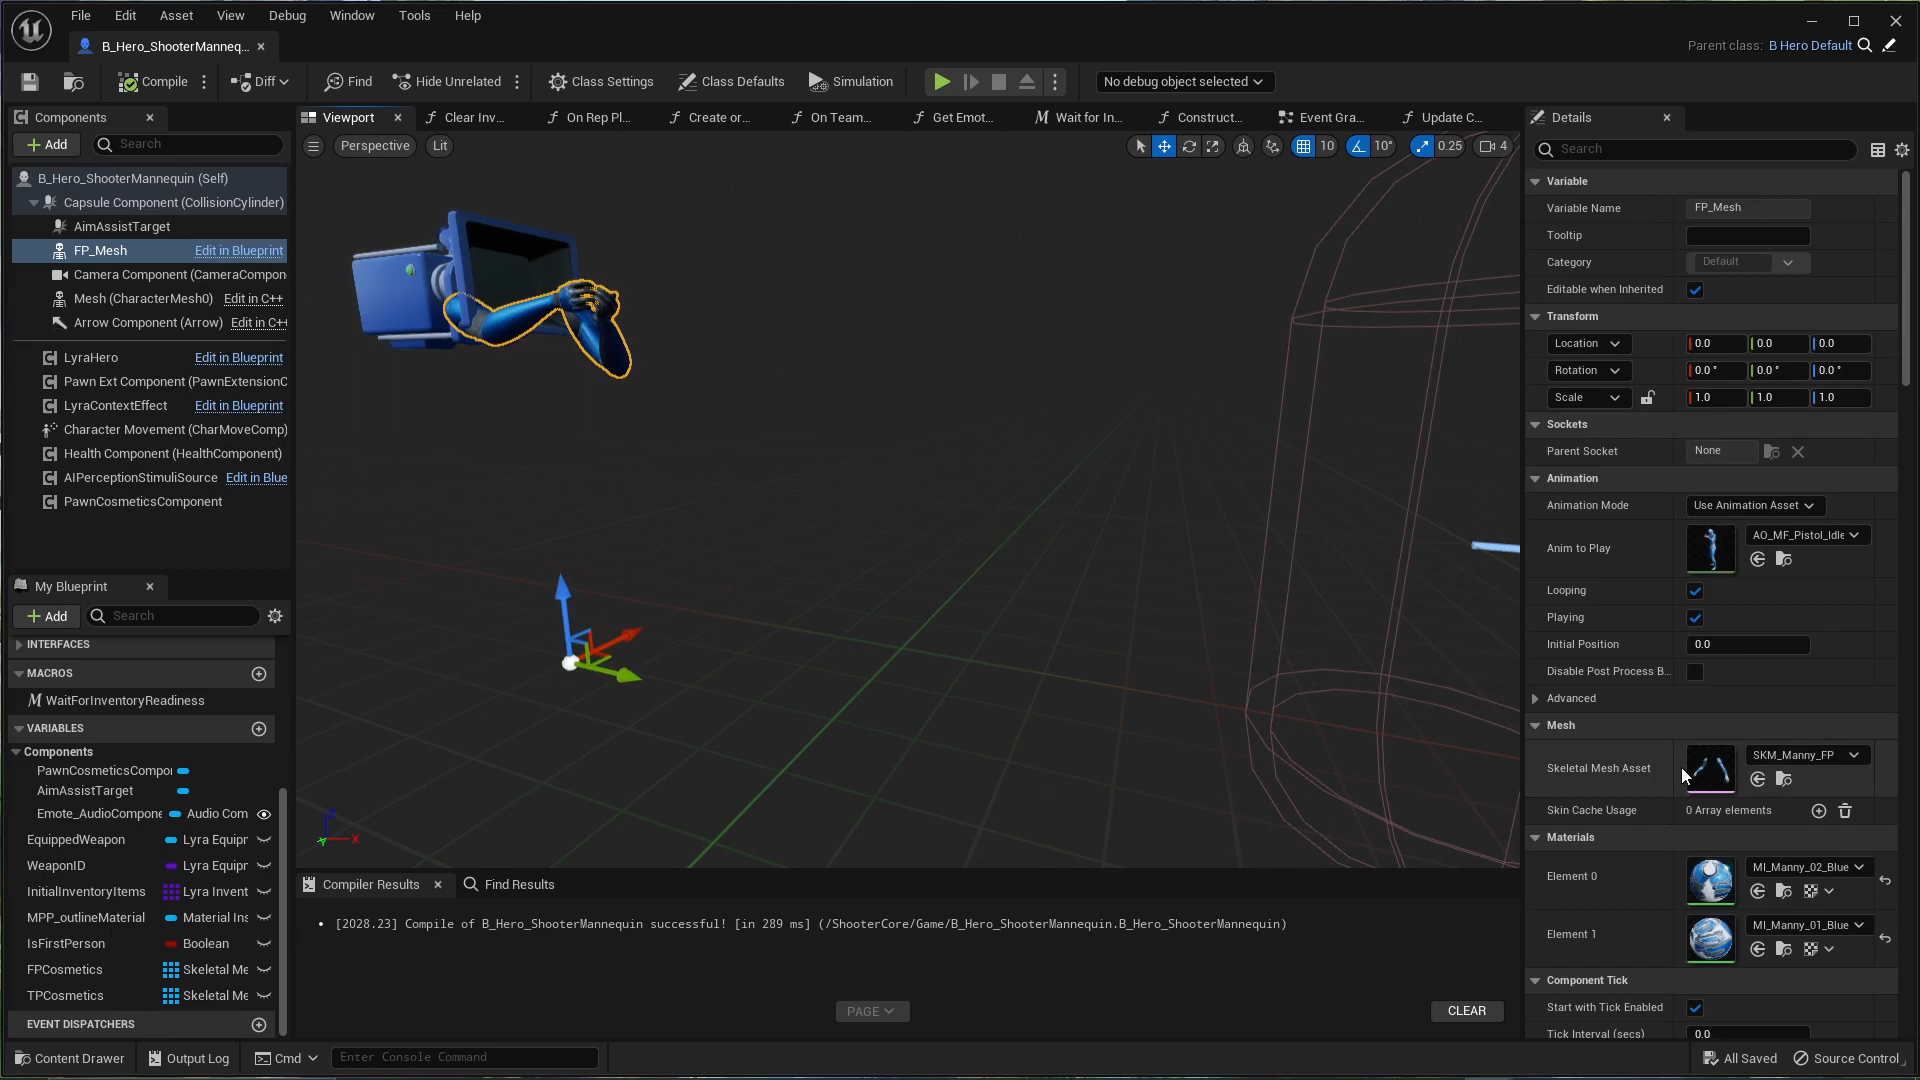 File Edit Asset View Debug Window Tools Help
B_Hero_ShooterMannequ...
Parent class: B Hero Default
Compile Diff Find Hide Unrelated Class Settings Class Defaults Simulation No debug object selected
Components
Add Search
B_Hero_ShooterMannequin (Self)
Capsule Component (CollisionCylinder)
AimAssistTarget
FP_Mesh Edit in Blueprint
Camera Component (CameraCompon
Mesh (CharacterMesh0) Edit in C++
Arrow Component (Arrow) Edit in C++
LyraHero Edit in Blueprint
Pawn Ext Component (PawnExtensionC
LyraContextEffect Edit in Blueprint
Character Movement (CharMoveComp)
Health Component (HealthComponent)
AIPerceptionStimuliSource Edit in Blue
PawnCosmeticsComponent
My Blueprint
Add Search
INTERFACES
MACROS
WaitForInventoryReadiness
VARIABLES
Components
PawnCosmeticsCompo
AimAssistTarget
Emote_AudioCompone Audio Com
EquippedWeapon Lyra Equipr
WeaponID Lyra Equipr
InitialInventoryItems Lyra Invent
MPP_outlineMaterial Material Ins
IsFirstPerson Boolean
FPCosmetics Skeletal Me
TPCosmetics Skeletal Me
EVENT DISPATCHERS
Viewport Clear Inv... On Rep Pl... Create or... On Team... Get Emot... Wait for In... Construct... Event Gra... Update C...
Perspective Lit 10 10° 0.25 4
Z X Y
Compiler Results Find Results
• [2028.23] Compile of B_Hero_ShooterMannequin successful! [in 289 ms] (/ShooterCore/Game/B_Hero_ShooterMannequin.B_Hero_ShooterMannequin)
PAGE CLEAR
Details
Search
Variable
Variable Name FP_Mesh
Tooltip
Category Default
Editable when Inherited
Transform
Location 0.0 0.0 0.0
Rotation 0.0 ° 0.0 ° 0.0 °
Scale 1.0 1.0 1.0
Sockets
Parent Socket None
Animation
Animation Mode Use Animation Asset
Anim to Play AO_MF_Pistol_Idle
Looping
Playing
Initial Position 0.0
Disable Post Process B...
Advanced
Mesh
Skeletal Mesh Asset SKM_Manny_FP
Skin Cache Usage 0 Array elements
Materials
Element 0 MI_Manny_02_Blue
Element 1 MI_Manny_01_Blue
Component Tick
Start with Tick Enabled
Tick Interval (secs) 0.0
Content Drawer Output Log Cmd Enter Console Command All Saved Source Control